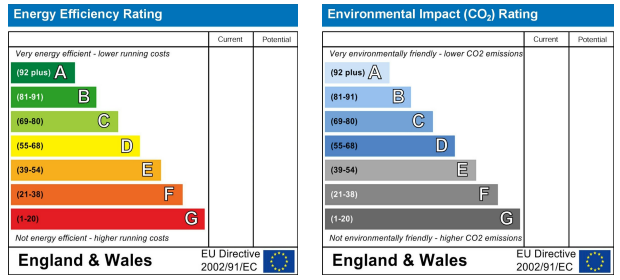 Energy Efficiency Rating
Current Potential
Very energy efficient - lower running costs
(92 plus) A
(81-91) B
(69-80) C
(55-68) D
(39-54) E
(21-38) F
(1-20) G
Not energy efficient - higher running costs
England & Wales
EU Directive
2002/91/EC
Environmental Impact (CO₂) Rating
Current Potential
Very environmentally friendly - lower CO2 emissions
(92 plus) A
(81-91) B
(69-80) C
(55-68) D
(39-54) E
(21-38) F
(1-20) G
Not environmentally friendly - higher CO2 emissions
England & Wales
EU Directive
2002/91/EC